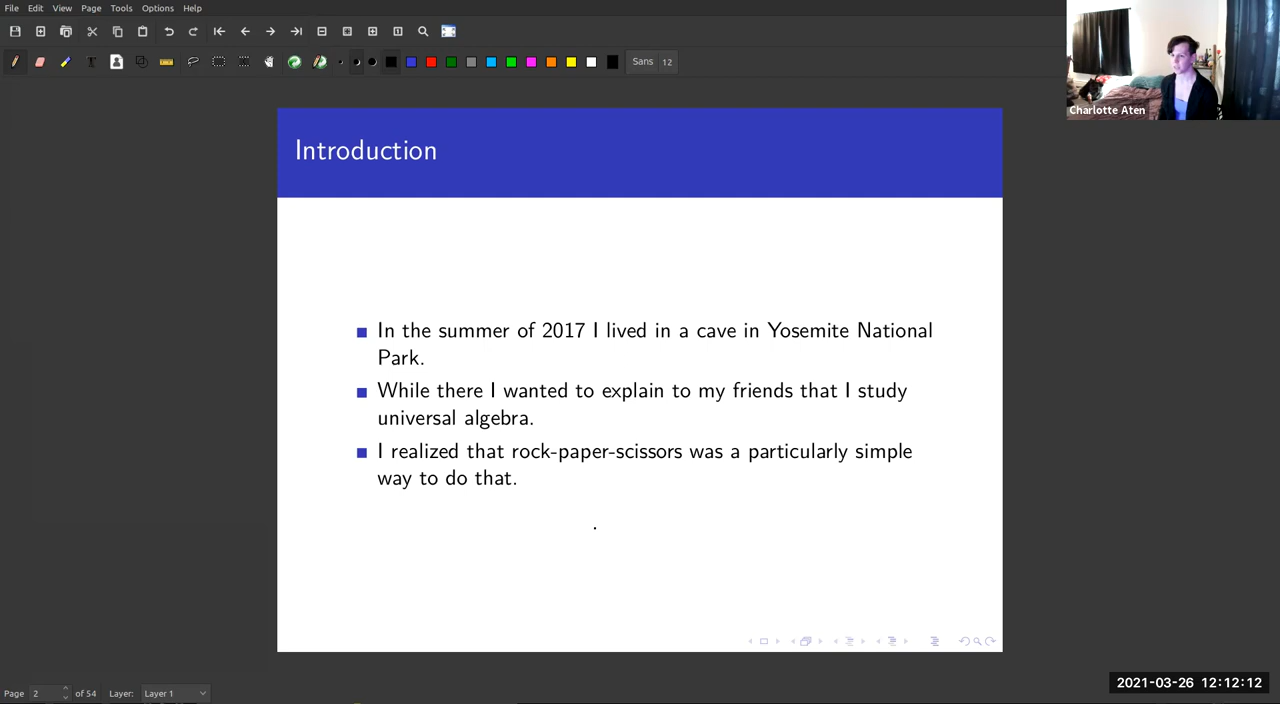 File Edit View Page Tools Options Help
Sans 12
Charlotte Aten
Introduction
In the summer of 2017 I lived in a cave in Yosemite National
Park.
While there I wanted to explain to my friends that I study
universal algebra.
I realized that rock-paper-scissors was a particularly simple
way to do that.
Page 2 of 54 Layer: Layer 1
2021-03-26 12:12:12